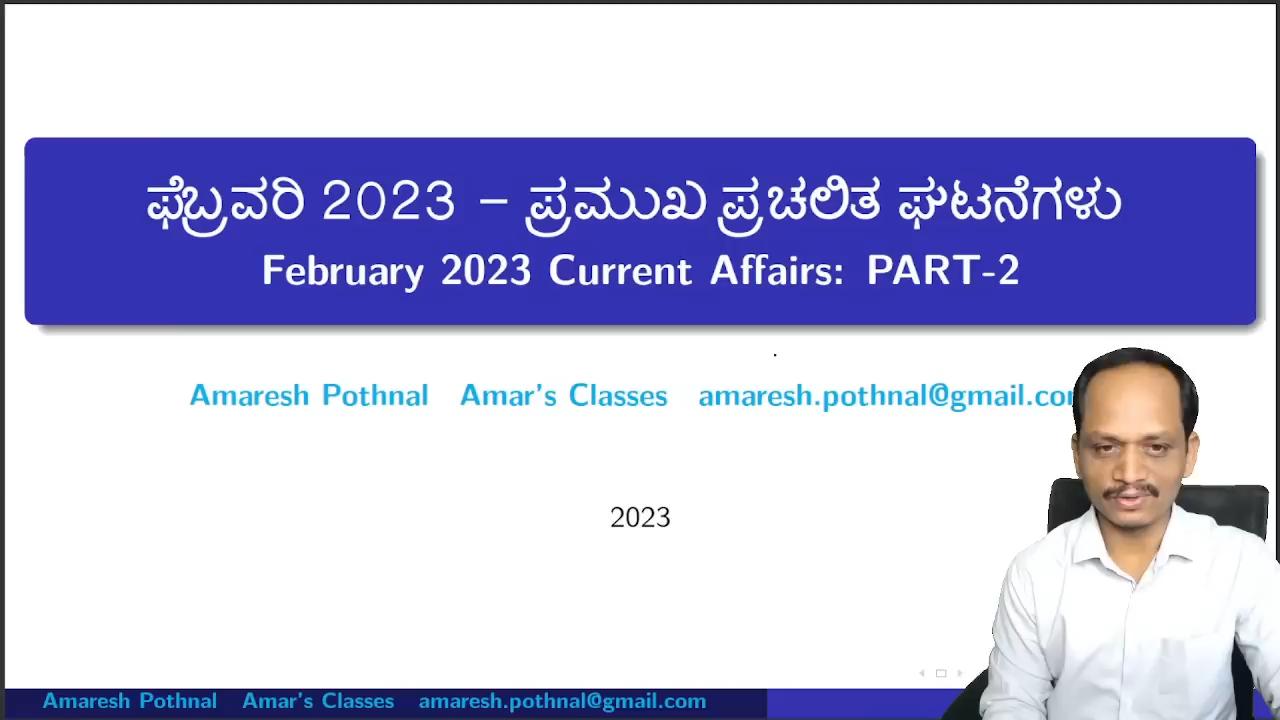 ಫೆಬ್ರವರಿ 2023 – ಪ್ರಮುಖ ಪ್ರಚಲಿತ ಘಟನೆಗಳು
February 2023 Current Affairs: PART-2
Amaresh Pothnal Amar's Classes
2023
Amaresh Pothnal Amar's Classes amaresh.pothnal@gmail.com